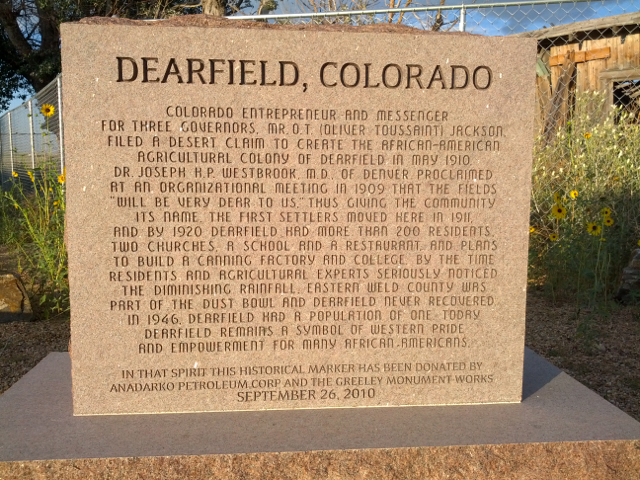 DEARFIELD, COLORADO
COLORADO ENTREPRENEUR AND MESSENGER
FOR THREE GOVERNORS, MR. O.T. (OLIVER TOUSSAINT) JACKSON,
FILED A DESERT CLAIM TO CREATE THE AFRICAN-AMERICAN
AGRICULTURAL COLONY OF DEARFIELD IN MAY 1910.
DR. JOSEPH H.P. WESTBROOK, M.D., OF DENVER PROCLAIMED
AT AN ORGANIZATIONAL MEETING IN 1909 THAT THE FIELDS
"WILL BE VERY DEAR TO US," THUS GIVING THE COMMUNITY
ITS NAME. THE FIRST SETTLERS MOVED HERE IN 1911,
AND BY 1920 DEARFIELD HAD MORE THAN 200 RESIDENTS,
TWO CHURCHES, A SCHOOL AND A RESTAURANT, AND PLANS
TO BUILD A CANNING FACTORY AND COLLEGE. BY THE TIME
RESIDENTS AND AGRICULTURAL EXPERTS SERIOUSLY NOTICED
THE DIMINISHING RAINFALL, EASTERN WELD COUNTY WAS
PART OF THE DUST BOWL AND DEARFIELD NEVER RECOVERED.
IN 1946, DEARFIELD HAD A POPULATION OF ONE. TODAY
DEARFIELD REMAINS A SYMBOL OF WESTERN PRIDE
AND EMPOWERMENT FOR MANY AFRICAN-AMERICANS.
IN THAT SPIRIT THIS HISTORICAL MARKER HAS BEEN DONATED BY
ANADARKO PETROLEUM.CORP AND THE GREELEY MONUMENT WORKS
SEPTEMBER 26, 2010